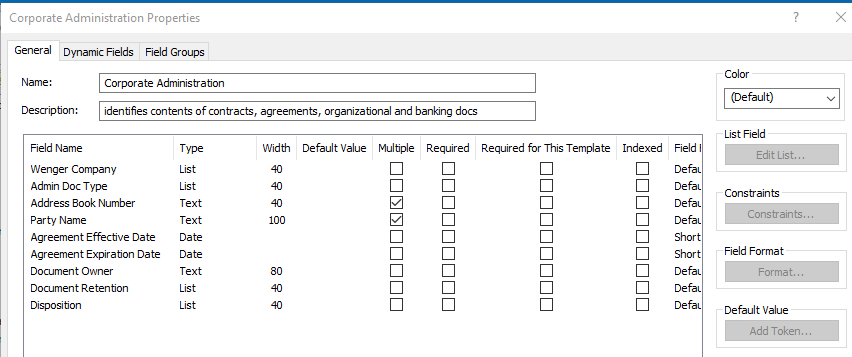 Corporate Administration Properties
? ×
General Dynamic Fields Field Groups
Name: Corporate Administration
Description: identifies contents of contracts, agreements, organizational and banking docs
Color
(Default)
Field Name Type Width Default Value Multiple Required Required for This Template Indexed Field
Wenger Company List 40 Defau
Admin Doc Type List 40 Defau
Address Book Number Text 40 Defau
Party Name Text 100 Defau
Agreement Effective Date Date Short
Agreement Expiration Date Date Short
Document Owner Text 80 Defau
Document Retention List 40 Defau
Disposition List 40 Defau
List Field
Edit List...
Constraints
Constraints...
Field Format
Format...
Default Value
Add Token...